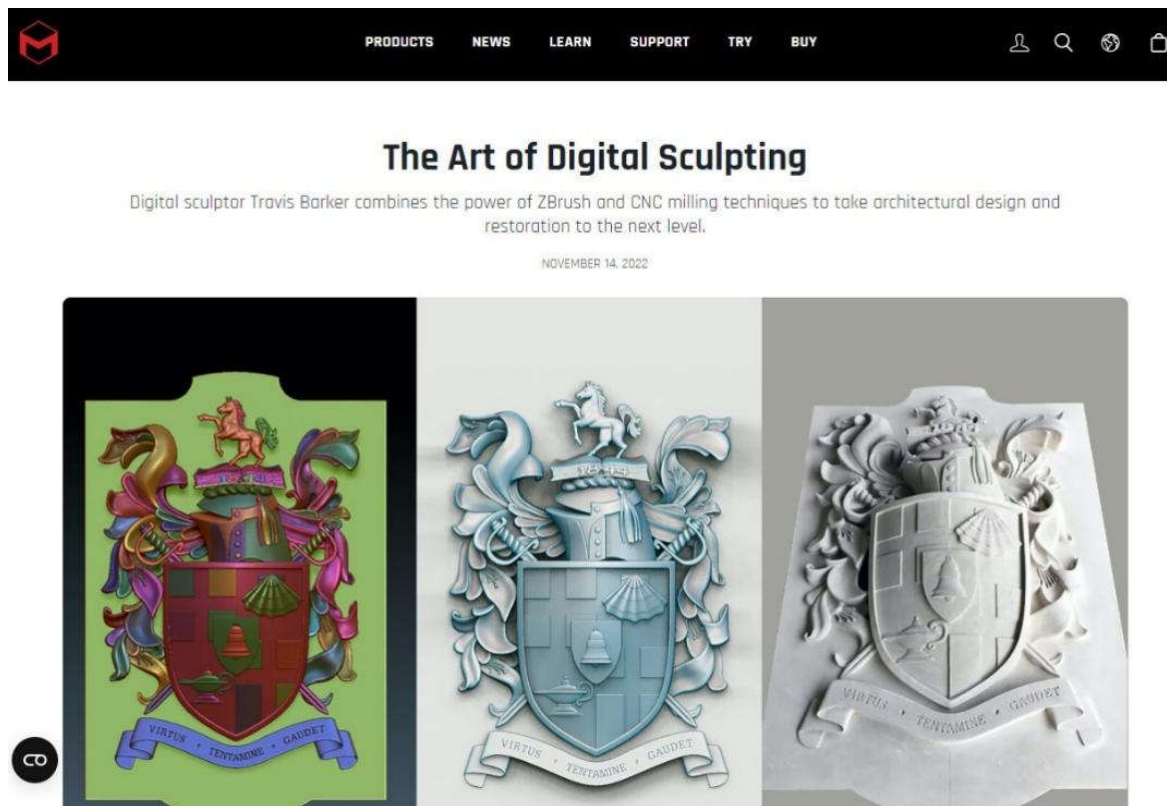 PRODUCTS NEWS LEARN SUPPORT TRY BUY
The Art of Digital Sculpting
Digital sculptor Travis Barker combines the power of ZBrush and CNC milling techniques to take architectural design and
restoration to the next level.
NOVEMBER 14, 2022
1844
VIRTUS • TENTAMINE • GAUDET
1844
VIRTUS • TENTAMINE • GAUDET
VIRTUS • TENTAMINE • GAUDET